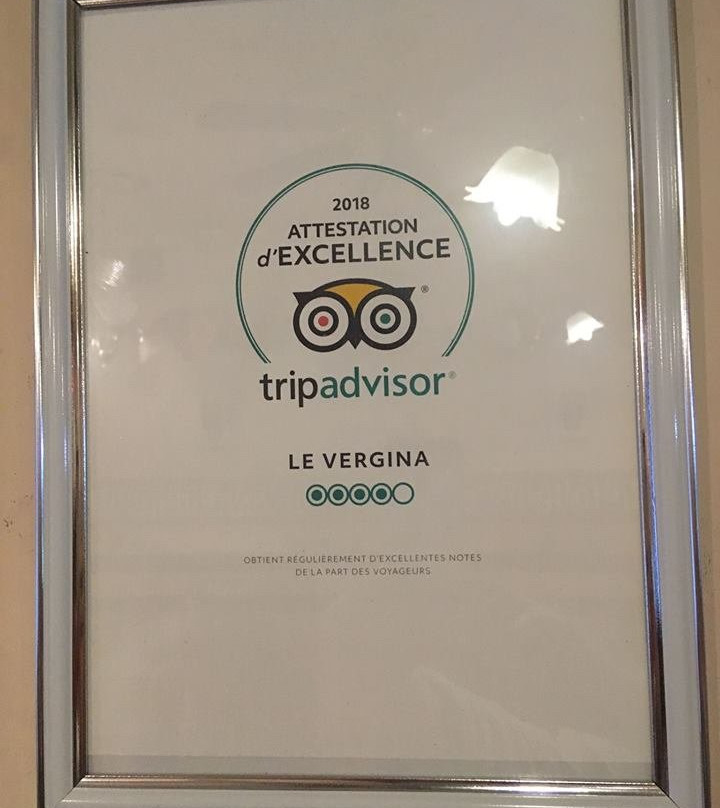 2018
ATTESTATION
d'EXCELLENCE
®
tripadvisor®
LE VERGINA
OBTIENT RÉGULIÈREMENT D'EXCELLENTES NOTES
DE LA PART DES VOYAGEURS